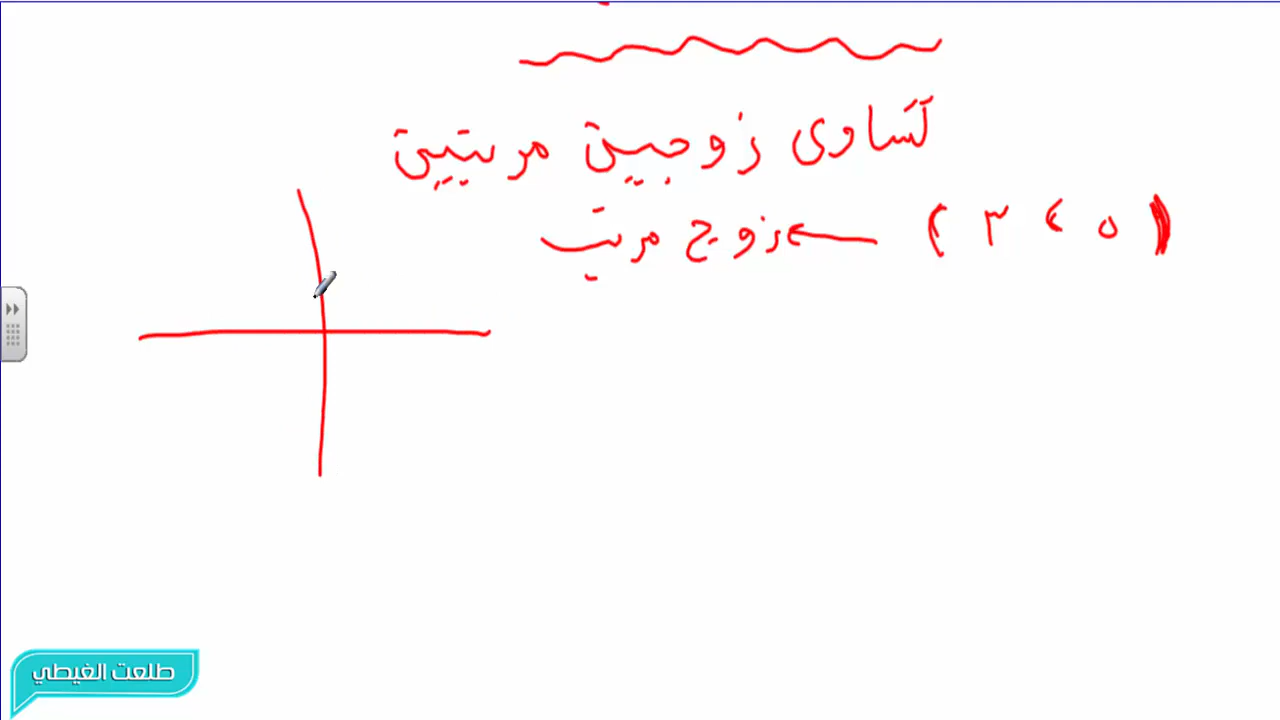 تساوى زوجين مرتبين
(٥ ، ٣) ← زوج مرتب
طلعت الغيطي